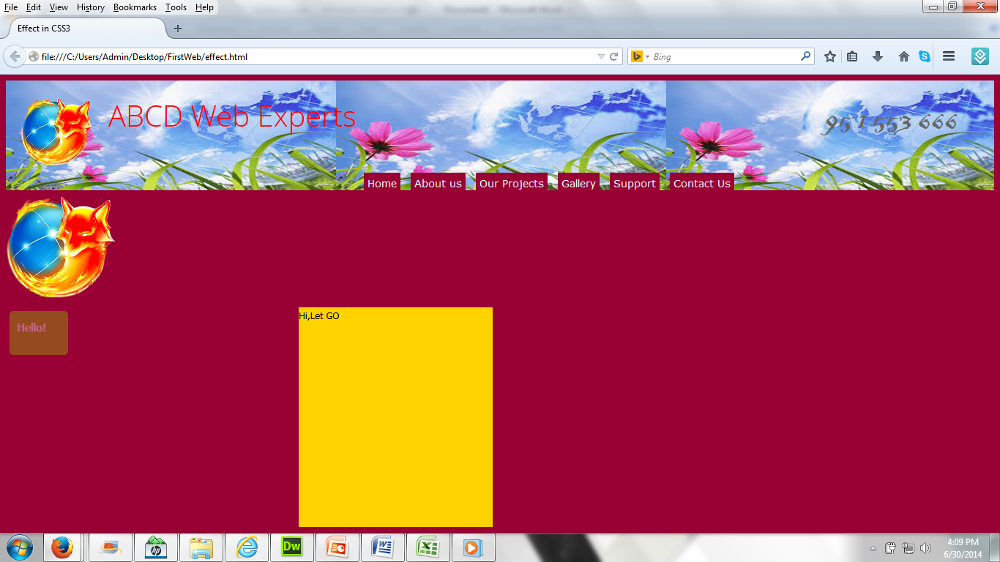 File Edit View History Bookmarks Tools Help
Effect in CSS3
file:///C:/Users/Admin/Desktop/FirstWeb/effect.html
Bing
ABCD Web Experts
951 553 666
Home About us Our Projects Gallery Support Contact Us
Hello!
Hi,Let GO
hp
Dw
4:09 PM
6/30/2014